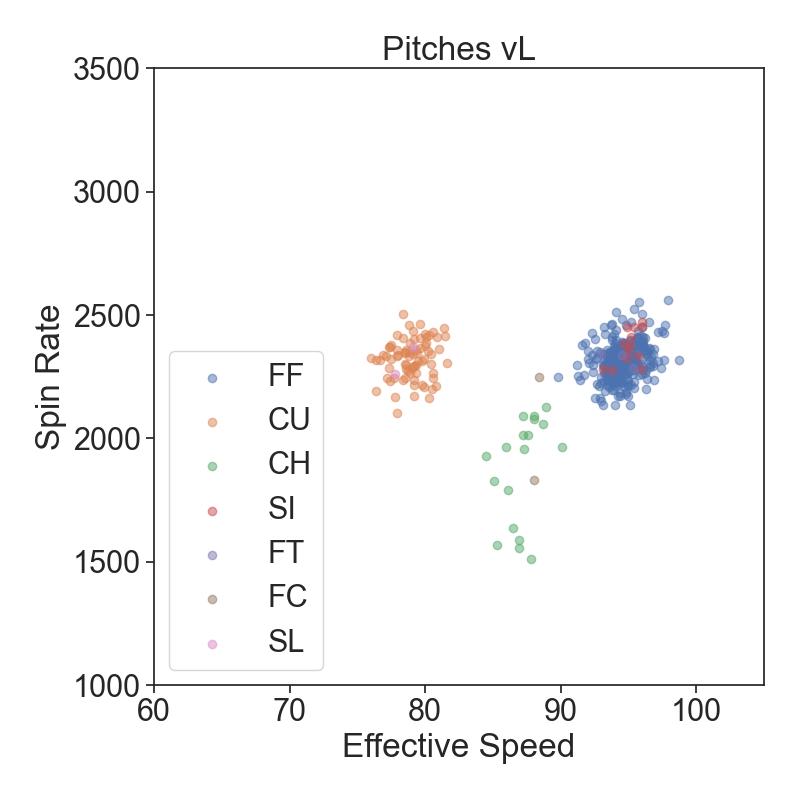 Pitches vL
3500
3000
2500
2000
1500
1000
Spin Rate
FF
CU
CH
SI
FT
FC
SL
60 70 80 90 100
Effective Speed